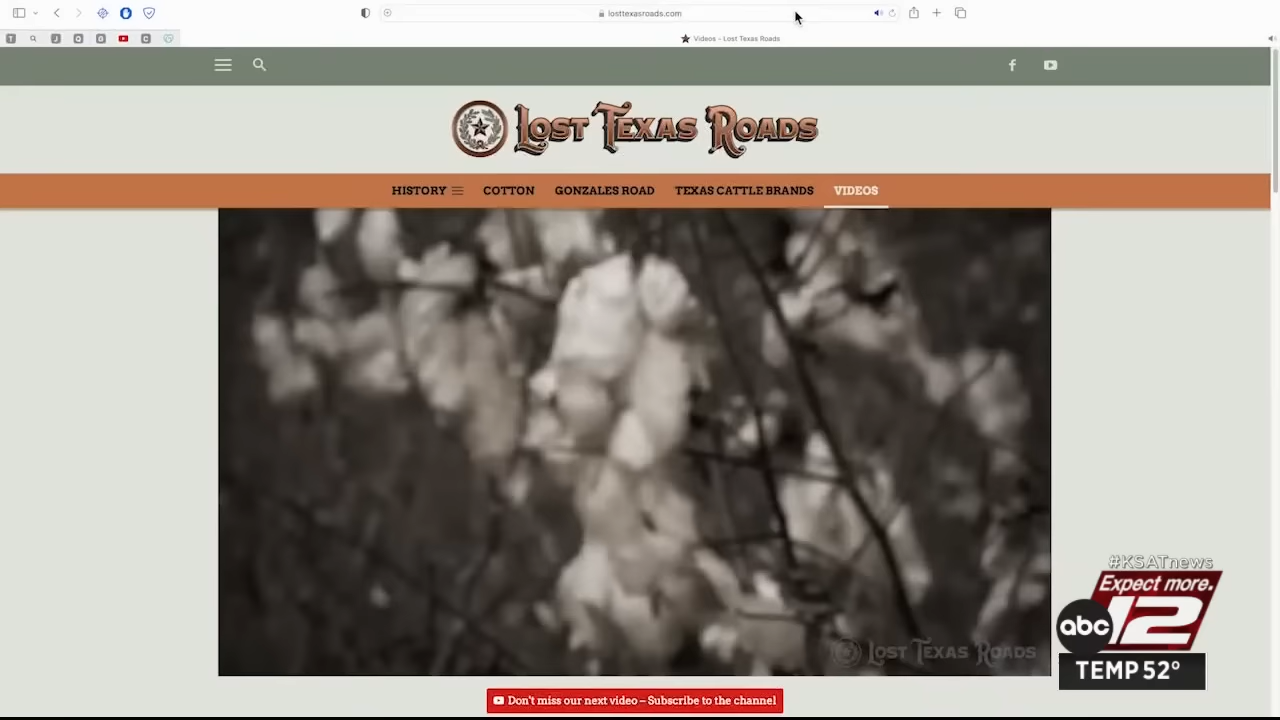 losttexasroads.com
T J Q a C
Videos – Lost Texas Roads
LOST TEXAS ROADS
HISTORY COTTON GONZALES ROAD TEXAS CATTLE BRANDS VIDEOS
LOST TEXAS ROADS
Don't miss our next video – Subscribe to the channel
#KSATnews
Expect more.
abc 12
TEMP 52°